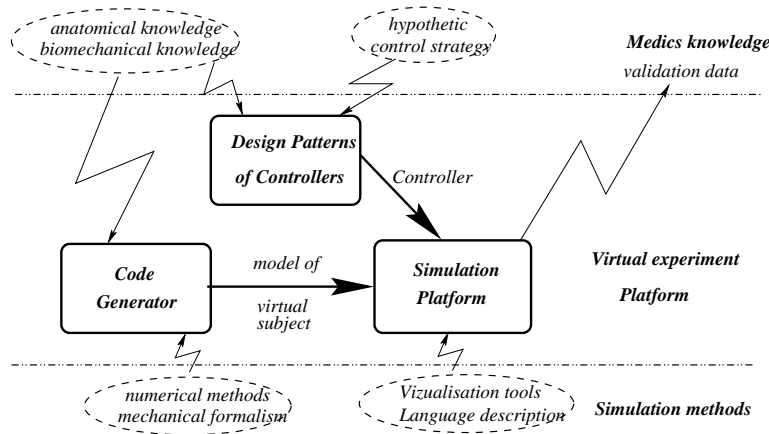 anatomical knowledge
biomechanical knowledge
hypothetic
control strategy
Medics knowledge
validation data
Design Patterns
of Controllers
Controller
Code
Generator
model of
virtual
subject
Simulation
Platform
Virtual experiment
Platform
numerical methods
mechanical formalism
Vizualisation tools
Language description
Simulation methods